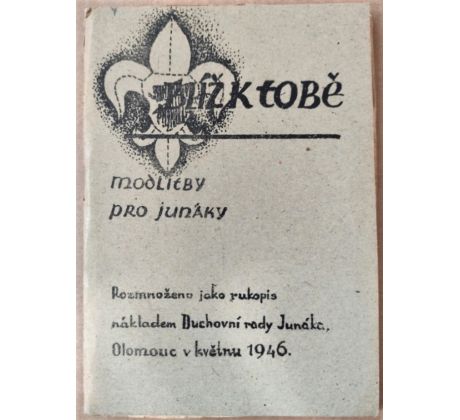 BLÍŽ K tobě
modlitby
pro junáky
Rozmnoženo jako rukopis
nákladem Duchovní rady Junáka,
Olomouc v květnu 1946.